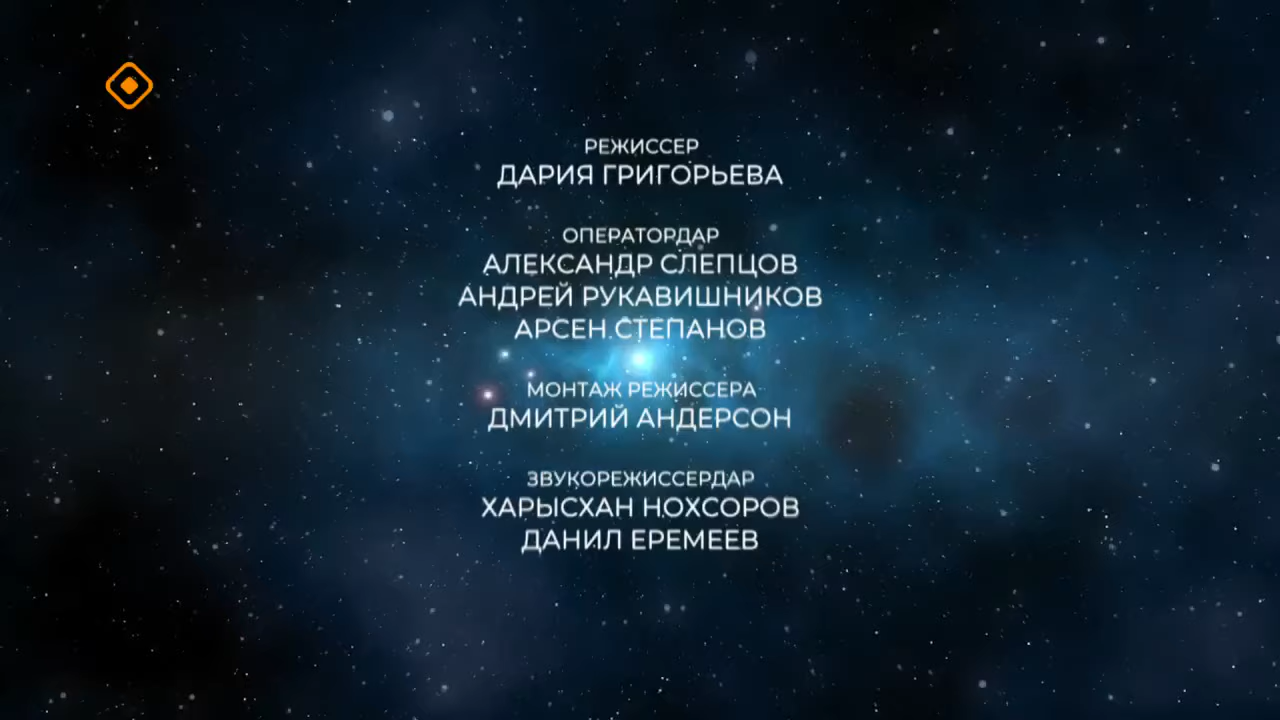 РЕЖИССЕР
ДАРИЯ ГРИГОРЬЕВА
ОПЕРАТОРДАР
АЛЕКСАНДР СЛЕПЦОВ
АНДРЕЙ РУКАВИШНИКОВ
АРСЕН СТЕПАНОВ
МОНТАЖ РЕЖИССЕРА
ДМИТРИЙ АНДЕРСОН
ЗВУКОРЕЖИССЕРДАР
ХАРЫСХАН НОХСОРОВ
ДАНИЛ ЕРЕМЕЕВ